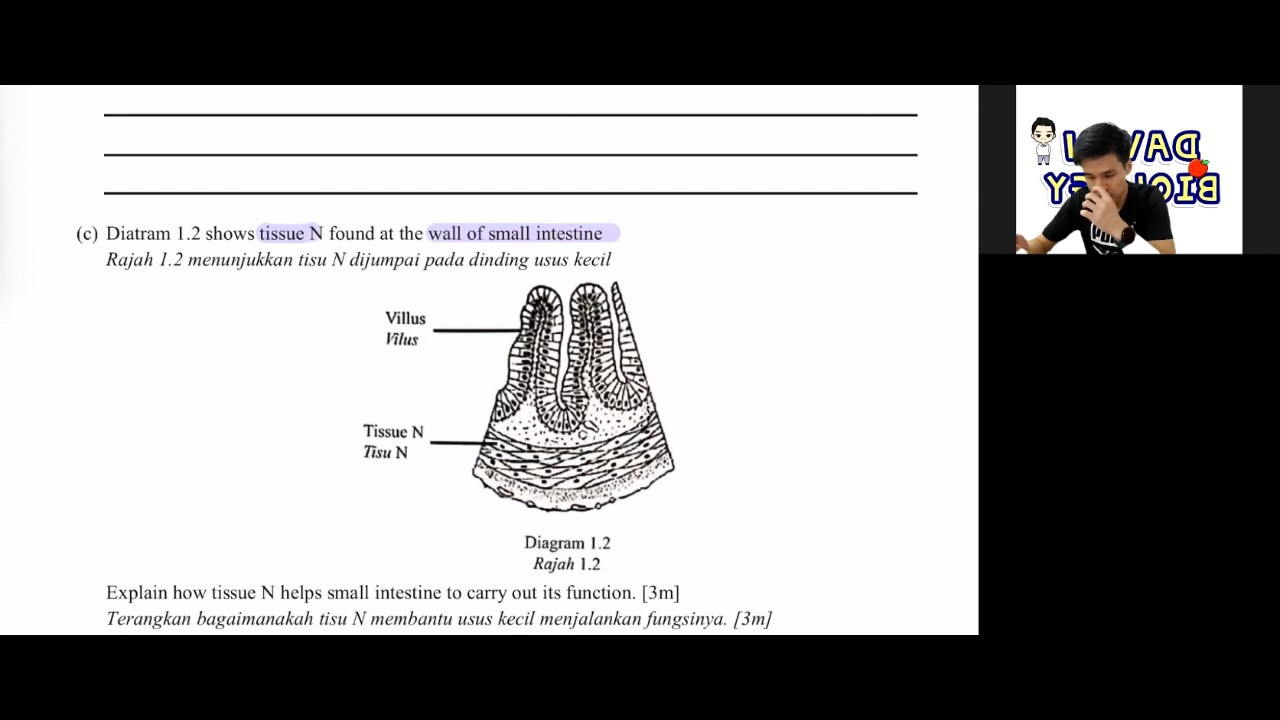 (c) Diatram 1.2 shows tissue N found at the wall of small intestine
Rajah 1.2 menunjukkan tisu N dijumpai pada dinding usus kecil
Villus
Vilus
Tissue N
Tisu N
Diagram 1.2
Rajah 1.2
Explain how tissue N helps small intestine to carry out its function. [3m]
Terangkan bagaimanakah tisu N membantu usus kecil menjalankan fungsinya. [3m]